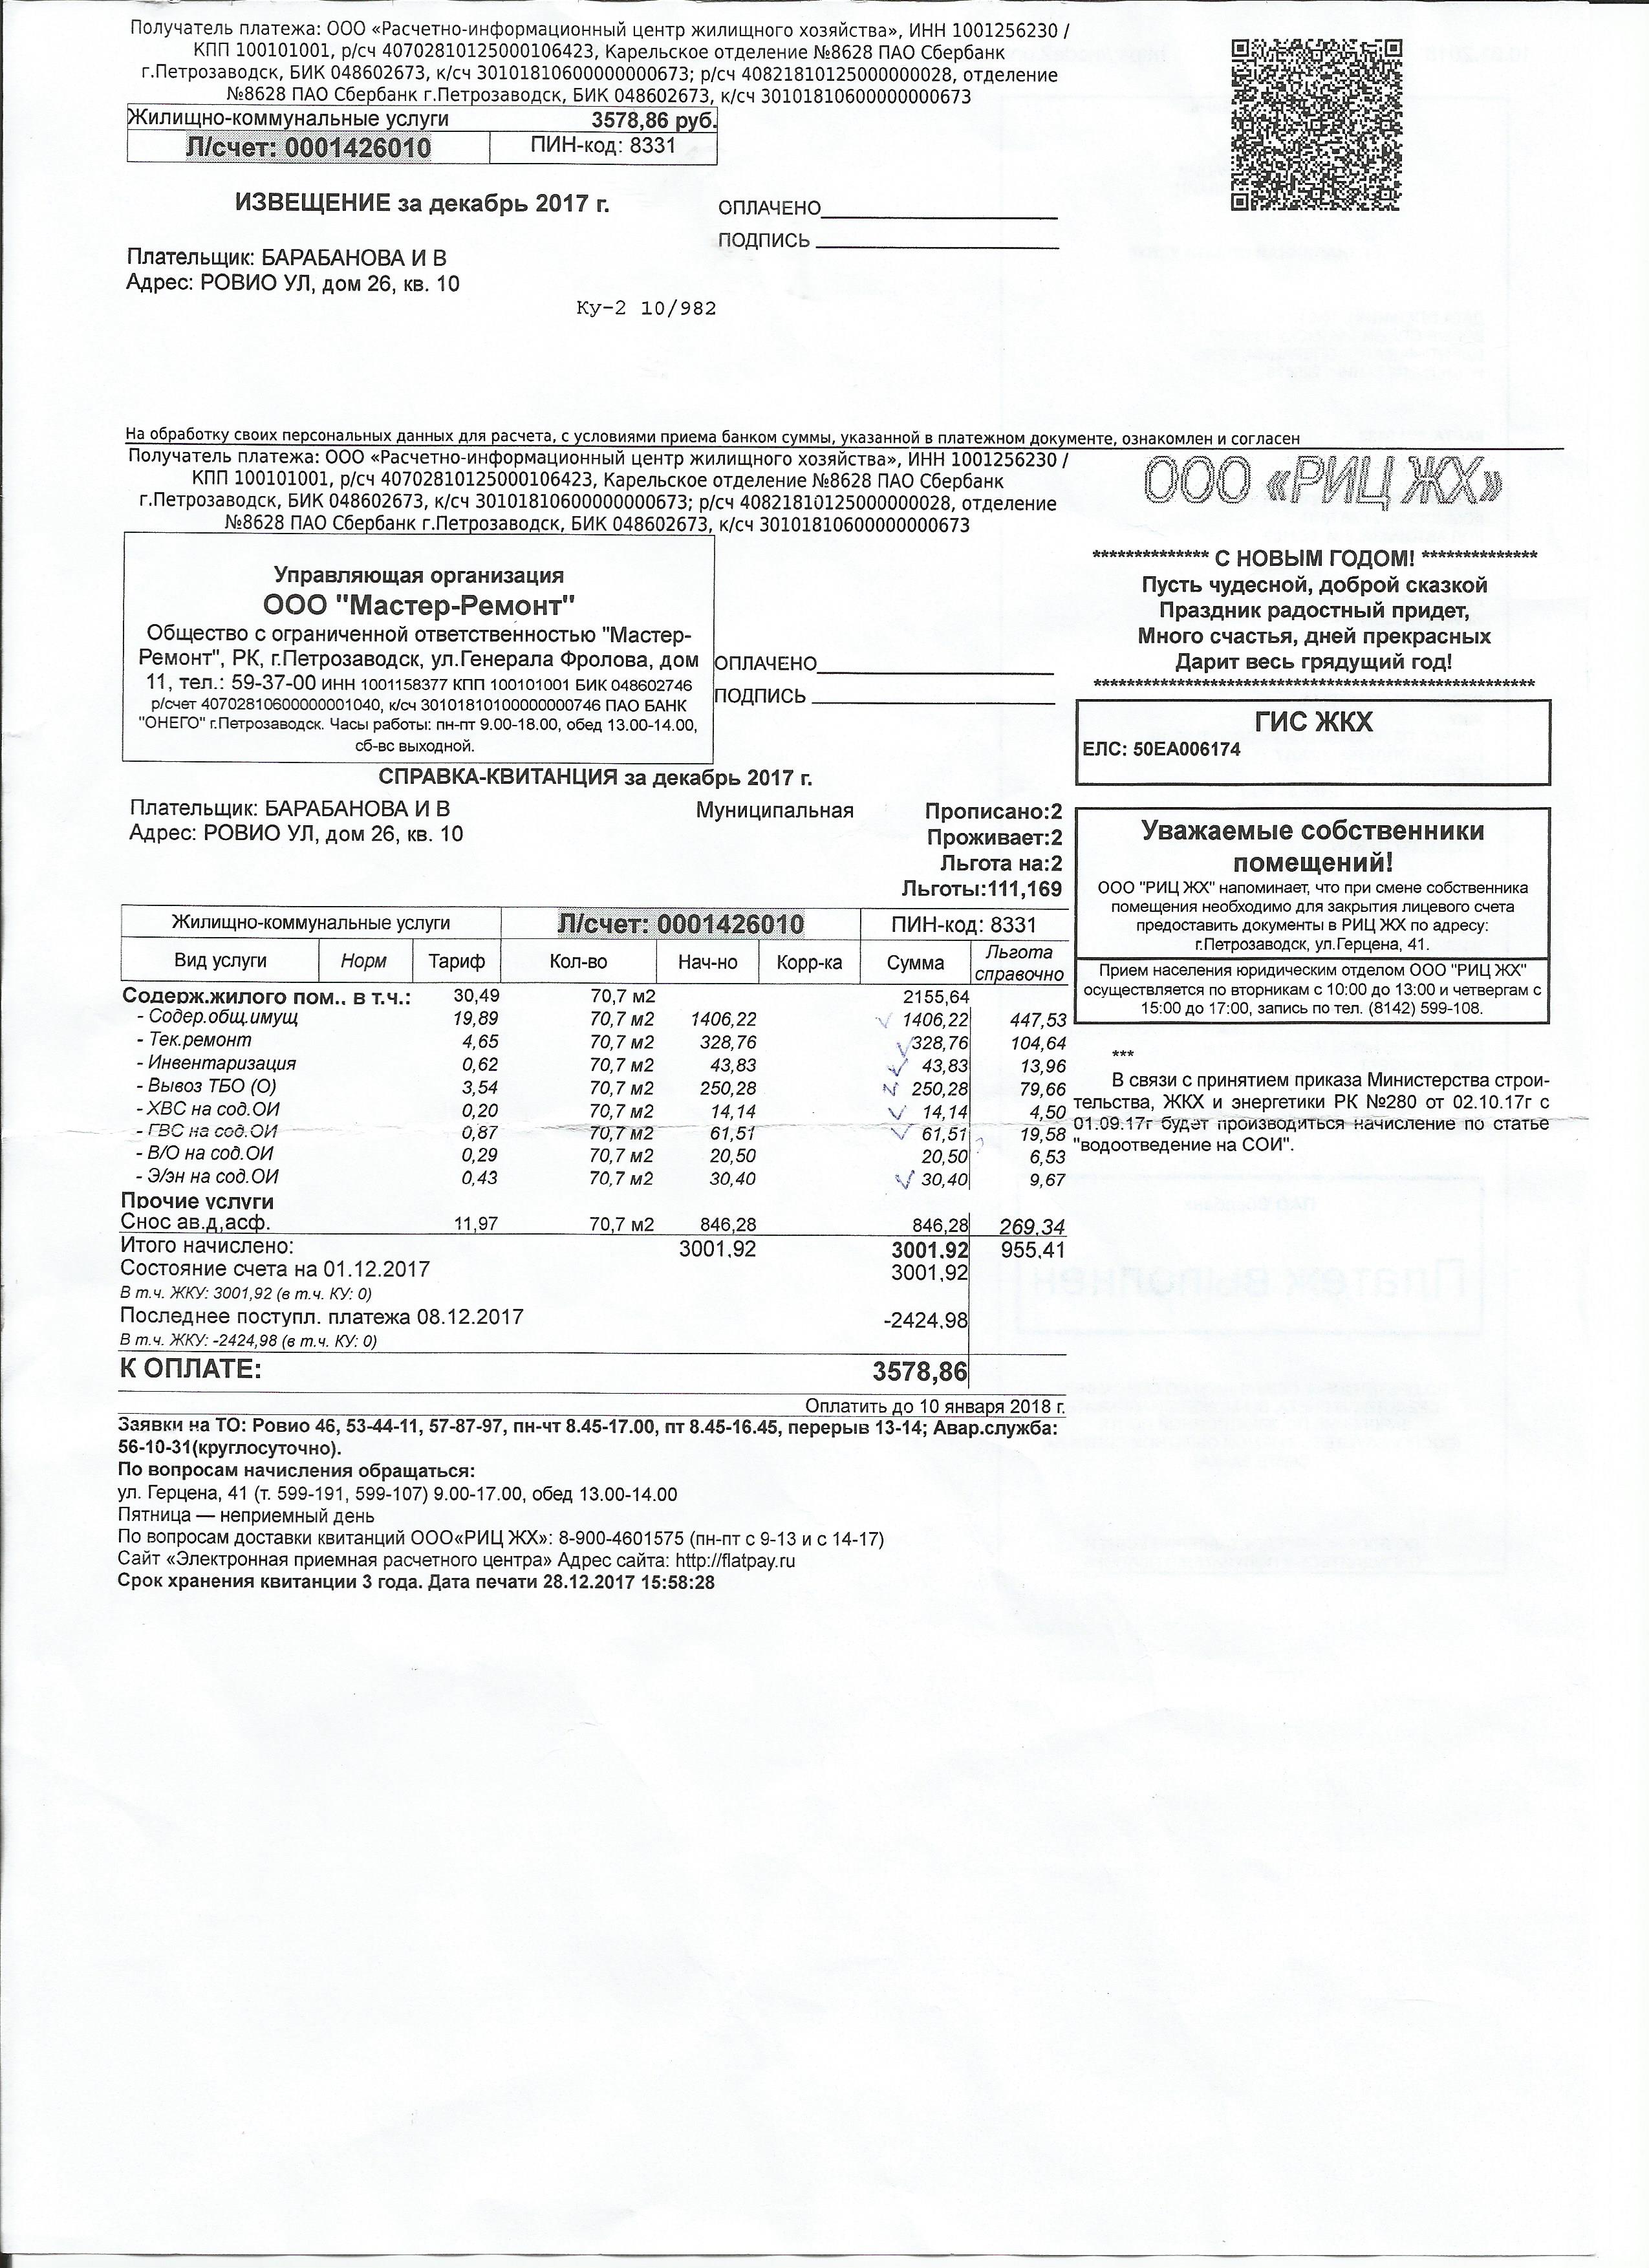 Получатель платежа: ООО «Расчетно-информационный центр жилищного хозяйства», ИНН 1001256230 /
КПП 100101001, р/сч 40702810125000106423, Карельское отделение №8628 ПАО Сбербанк
г.Петрозаводск, БИК 048602673, к/сч 30101810600000000673; р/сч 40821810125000000028, отделение
№8628 ПАО Сбербанк г.Петрозаводск, БИК 048602673, к/сч 30101810600000000673
Жилищно-коммунальные услуги 3578,86 руб.
Л/счет: 0001426010 ПИН-код: 8331
ИЗВЕЩЕНИЕ за декабрь 2017 г.
ОПЛАЧЕНО
ПОДПИСЬ
Плательщик: БАРАБАНОВА И В
Адрес: РОВИО УЛ, дом 26, кв. 10
Ку-2 10/982
На обработку своих персональных данных для расчета, с условиями приема банком суммы, указанной в платежном документе, ознакомлен и согласен
Получатель платежа: ООО «Расчетно-информационный центр жилищного хозяйства», ИНН 1001256230 /
КПП 100101001, р/сч 40702810125000106423, Карельское отделение №8628 ПАО Сбербанк
г.Петрозаводск, БИК 048602673, к/сч 30101810600000000673; р/сч 40821810125000000028, отделение
№8628 ПАО Сбербанк г.Петрозаводск, БИК 048602673, к/сч 30101810600000000673
Управляющая организация
ООО "Мастер-Ремонт"
Общество с ограниченной ответственностью "Мастер-
Ремонт", РК, г.Петрозаводск, ул.Генерала Фролова, дом
11, тел.: 59-37-00 ИНН 1001158377 КПП 100101001 БИК 048602746
р/счет 40702810600000001040, к/сч 30101810100000000746 ПАО БАНК
"ОНЕГО" г.Петрозаводск. Часы работы: пн-пт 9.00-18.00, обед 13.00-14.00,
сб-вс выходной.
ОПЛАЧЕНО
ПОДПИСЬ
СПРАВКА-КВИТАНЦИЯ за декабрь 2017 г.
Плательщик: БАРАБАНОВА И В
Адрес: РОВИО УЛ, дом 26, кв. 10
Муниципальная
Прописано:2
Проживает:2
Льгота на:2
Льготы:111,169
Жилищно-коммунальные услуги Л/счет: 0001426010 ПИН-код: 8331
Вид услуги Норм Тариф Кол-во Нач-но Корр-ка Сумма Льгота справочно
Содерж.жилого пом.. в т.ч.: 30,49 70,7 м2 2155,64
- Содер.общ.имущ 19,89 70,7 м2 1406,22 1406,22 447,53
- Тек.ремонт 4,65 70,7 м2 328,76 328,76 104,64
- Инвентаризация 0,62 70,7 м2 43,83 43,83 13,96
- Вывоз ТБО (О) 3,54 70,7 м2 250,28 250,28 79,66
- ХВС на сод.ОИ 0,20 70,7 м2 14,14 14,14 4,50
- ГВС на сод.ОИ 0,87 70,7 м2 61,51 61,51 19,58
- В/О на сод.ОИ 0,29 70,7 м2 20,50 20,50 6,53
- Э/эн на сод.ОИ 0,43 70,7 м2 30,40 30,40 9,67
Прочие услуги
Снос ав.д,асф. 11,97 70,7 м2 846,28 846,28 269,34
Итого начислено: 3001,92 3001,92 955,41
Состояние счета на 01.12.2017 3001,92
В т.ч. ЖКУ: 3001,92 (в т.ч. КУ: 0)
Последнее поступл. платежа 08.12.2017 -2424,98
В т.ч. ЖКУ: -2424,98 (в т.ч. КУ: 0)
К ОПЛАТЕ: 3578,86
Оплатить до 10 января 2018 г.
Заявки на ТО: Ровио 46, 53-44-11, 57-87-97, пн-чт 8.45-17.00, пт 8.45-16.45, перерыв 13-14; Авар.служба:
56-10-31(круглосуточно).
По вопросам начисления обращаться:
ул. Герцена, 41 (т. 599-191, 599-107) 9.00-17.00, обед 13.00-14.00
Пятница — неприемный день
По вопросам доставки квитанций ООО«РИЦ ЖХ»: 8-900-4601575 (пн-пт с 9-13 и с 14-17)
Сайт «Электронная приемная расчетного центра» Адрес сайта: http://flatpay.ru
Срок хранения квитанции 3 года. Дата печати 28.12.2017 15:58:28
ООО «РИЦ ЖХ»
************** С НОВЫМ ГОДОМ! **************
Пусть чудесной, доброй сказкой
Праздник радостный придет,
Много счастья, дней прекрасных
Дарит весь грядущий год!
*****************************************************
ГИС ЖКХ
ЕЛС: 50ЕА006174
Уважаемые собственники
помещений!
ООО "РИЦ ЖХ" напоминает, что при смене собственника
помещения необходимо для закрытия лицевого счета
предоставить документы в РИЦ ЖХ по адресу:
г.Петрозаводск, ул.Герцена, 41.
Прием населения юридическим отделом ООО "РИЦ ЖХ"
осуществляется по вторникам с 10:00 до 13:00 и четвергам с
15:00 до 17:00, запись по тел. (8142) 599-108.
***
В связи с принятием приказа Министерства строи-
тельства, ЖКХ и энергетики РК №280 от 02.10.17г с
01.09.17г будет производиться начисление по статье
"водоотведение на СОИ".